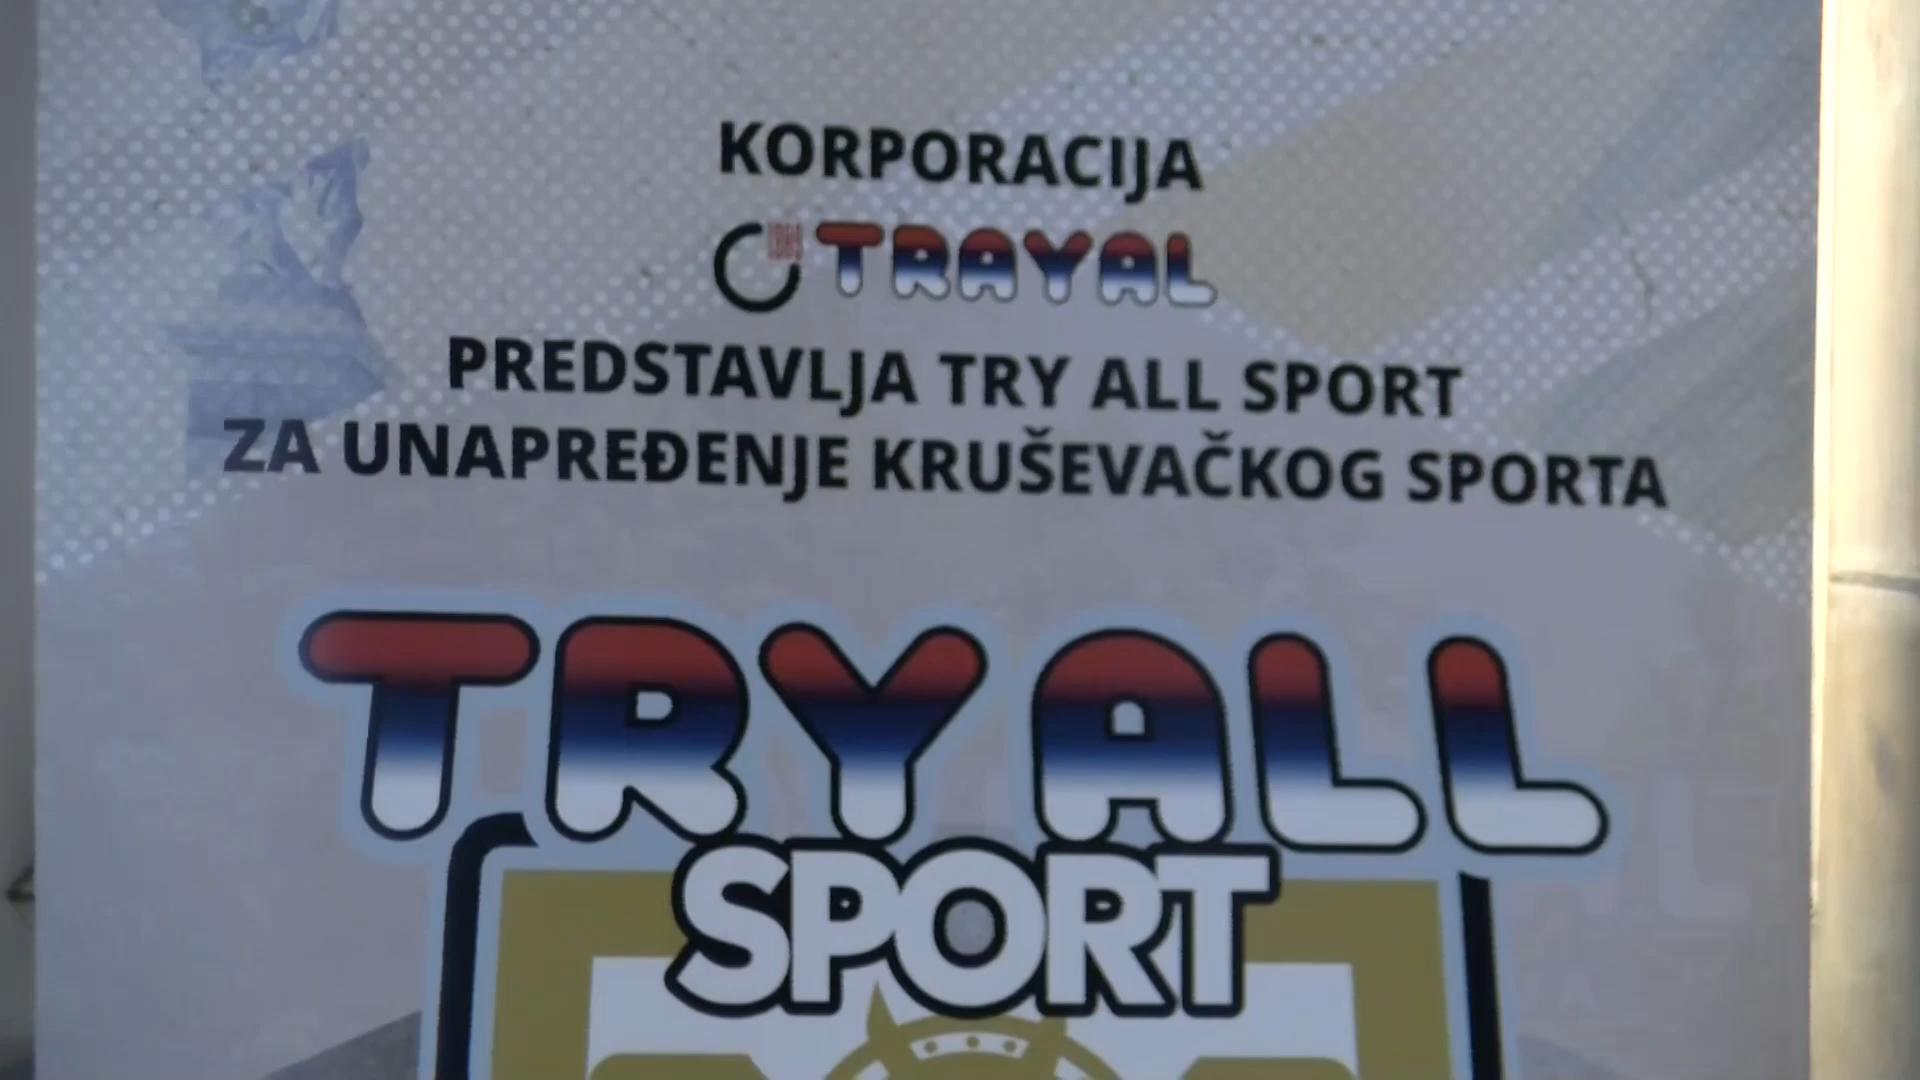 KORPORACIJA
TRAYAL
PREDSTAVLJA TRY ALL SPORT
ZA UNAPREĐENJE KRUŠEVAČKOG SPORTA
TRY ALL
SPORT